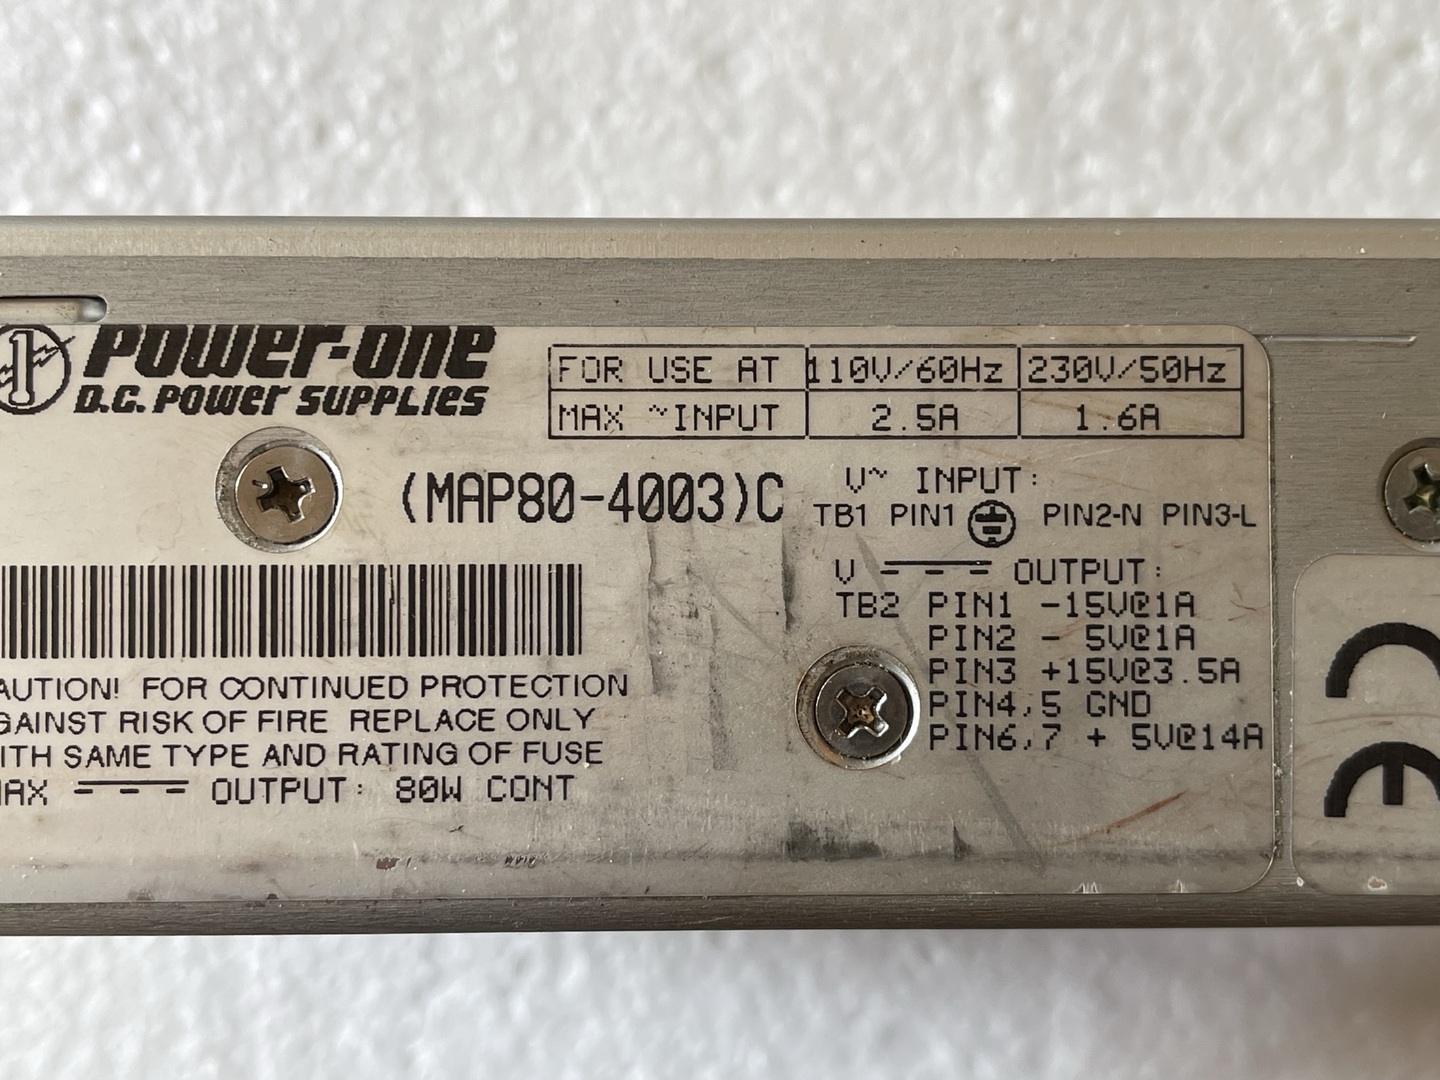 1
POWER-ONE
D.C. POWER SUPPLIES
FOR USE AT 110V/60Hz 230V/50Hz
MAX ~INPUT 2.5A 1.6A
(MAP80-4003)C
V~ INPUT:
TB1 PIN1 PIN2-N PIN3-L
V OUTPUT:
TB2 PIN1 -15V@1A
PIN2 - 5V@1A
PIN3 +15V@3.5A
PIN4,5 GND
PIN6,7 + 5V@14A
AUTION! FOR CONTINUED PROTECTION
GAINST RISK OF FIRE REPLACE ONLY
ITH SAME TYPE AND RATING OF FUSE
MAX OUTPUT: 80W CONT
CE